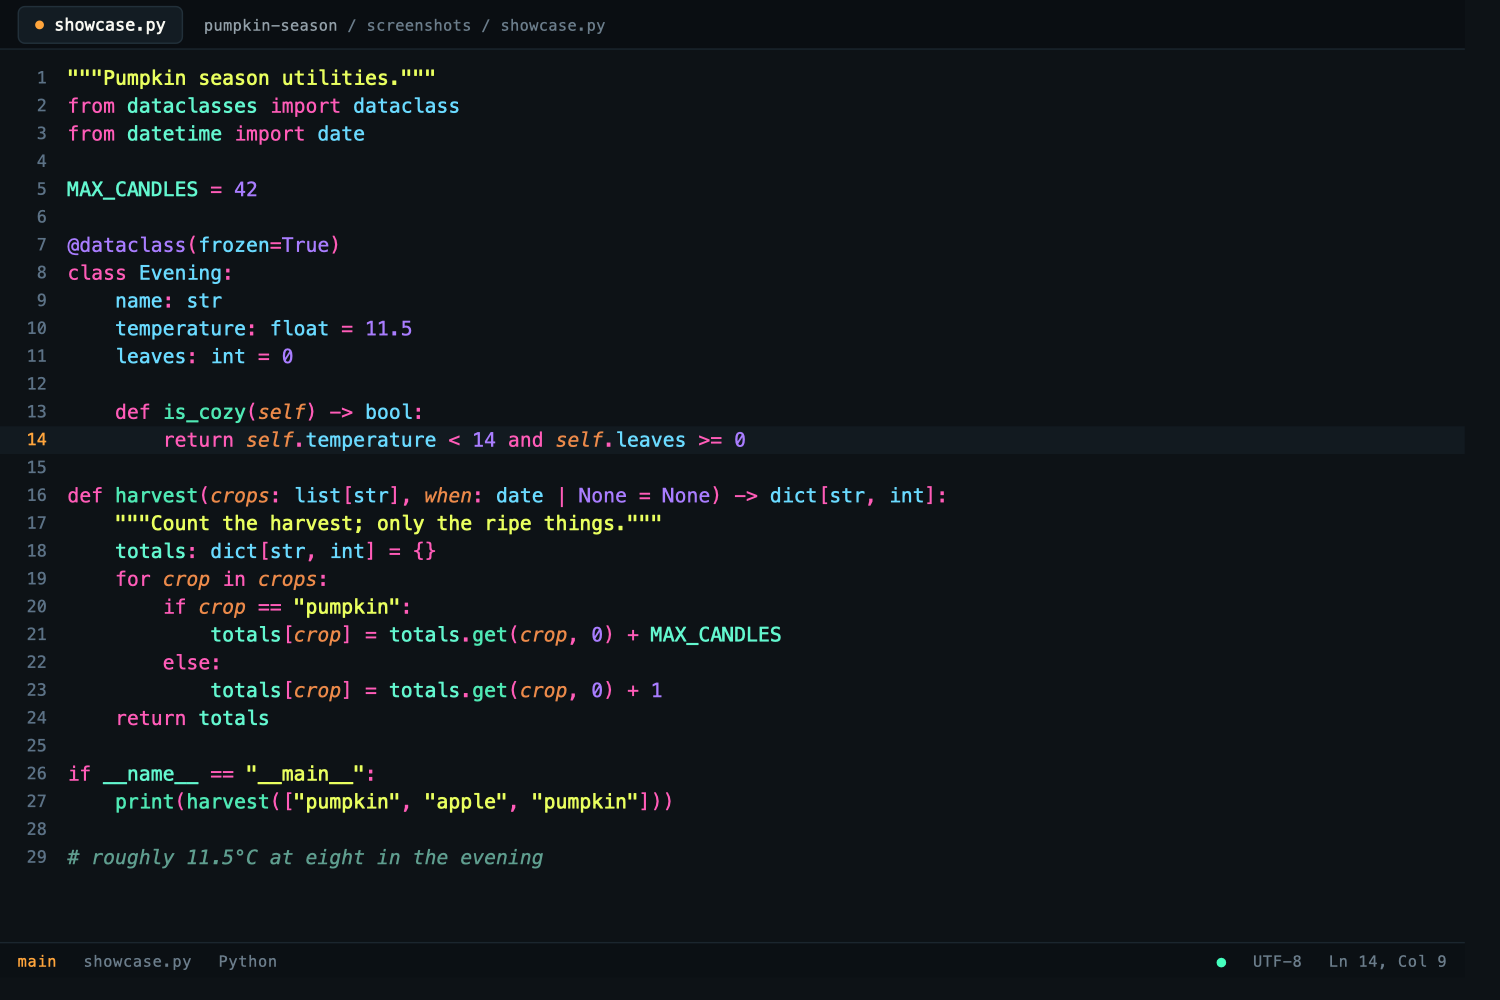 showcase.py pumpkin-season / screenshots / showcase.py
1 """Pumpkin season utilities."""
2 from dataclasses import dataclass
3 from datetime import date
4
5 MAX_CANDLES = 42
6
7 @dataclass(frozen=True)
8 class Evening:
9     name: str
10     temperature: float = 11.5
11     leaves: int = 0
12
13     def is_cozy(self) -> bool:
14         return self.temperature < 14 and self.leaves >= 0
15
16 def harvest(crops: list[str], when: date | None = None) -> dict[str, int]:
17     """Count the harvest; only the ripe things."""
18     totals: dict[str, int] = {}
19     for crop in crops:
20         if crop == "pumpkin":
21             totals[crop] = totals.get(crop, 0) + MAX_CANDLES
22         else:
23             totals[crop] = totals.get(crop, 0) + 1
24     return totals
25
26 if __name__ == "__main__":
27     print(harvest(["pumpkin", "apple", "pumpkin"]))
28
29 # roughly 11.5°C at eight in the evening
main showcase.py Python UTF-8 Ln 14, Col 9